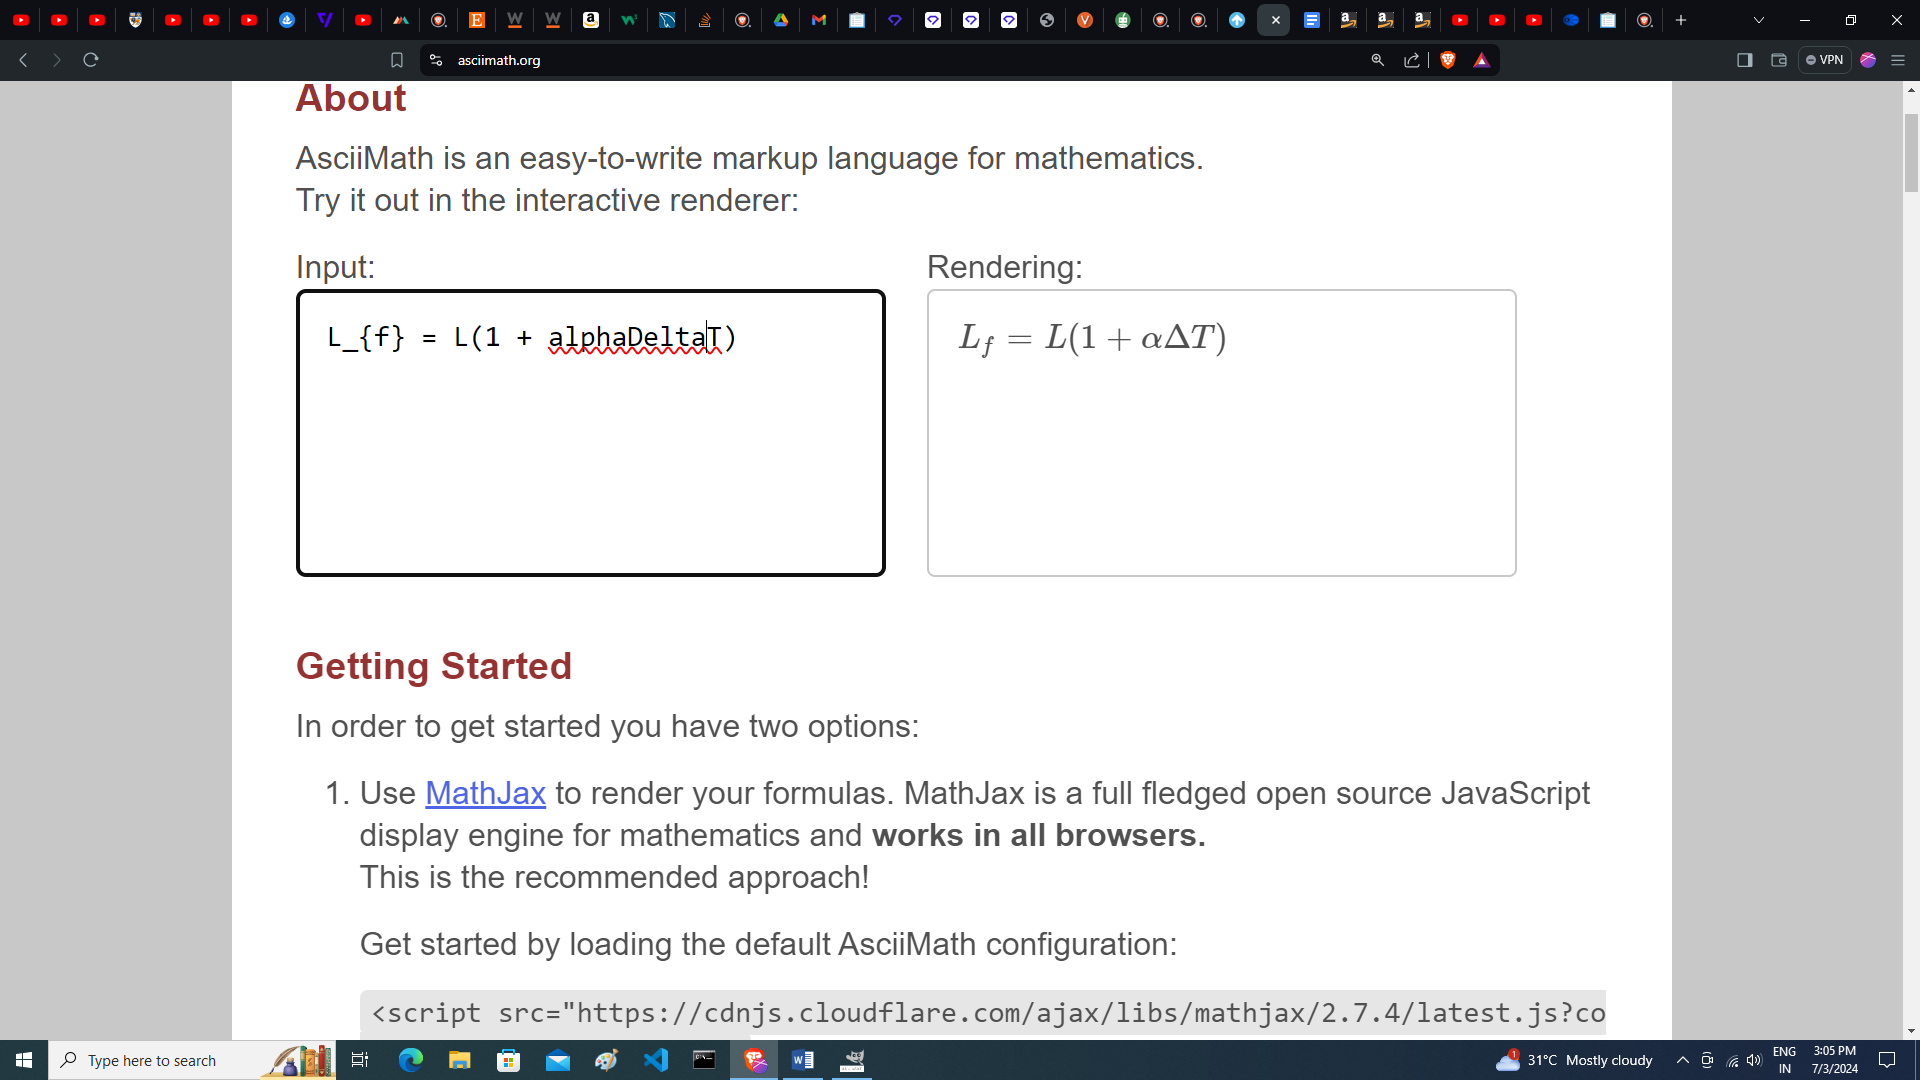 asciimath.org
VPN
About
AsciiMath is an easy-to-write markup language for mathematics.
Try it out in the interactive renderer:
Input:
Rendering:
L_{f} = L(1 + alphaDeltaT)
L_f = L(1 + αΔT)
Getting Started
In order to get started you have two options:
1. Use MathJax to render your formulas. MathJax is a full fledged open source JavaScript
display engine for mathematics and works in all browsers.
This is the recommended approach!
Get started by loading the default AsciiMath configuration:
<script src="https://cdnjs.cloudflare.com/ajax/libs/mathjax/2.7.4/latest.js?co
Type here to search
1
31°C Mostly cloudy
ENG
IN
3:05 PM
7/3/2024